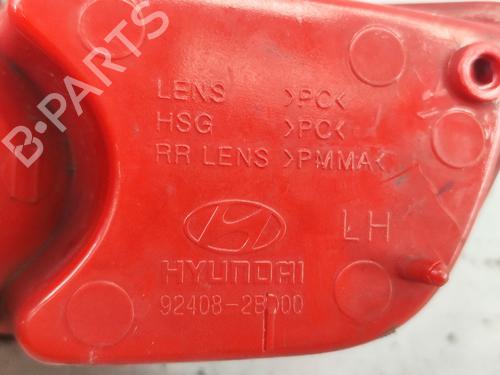 B-PARTS
LENS >PC<
HSG >PC<
RR LENS >PMMA<
LH
HYUNDAI
92408-2B000